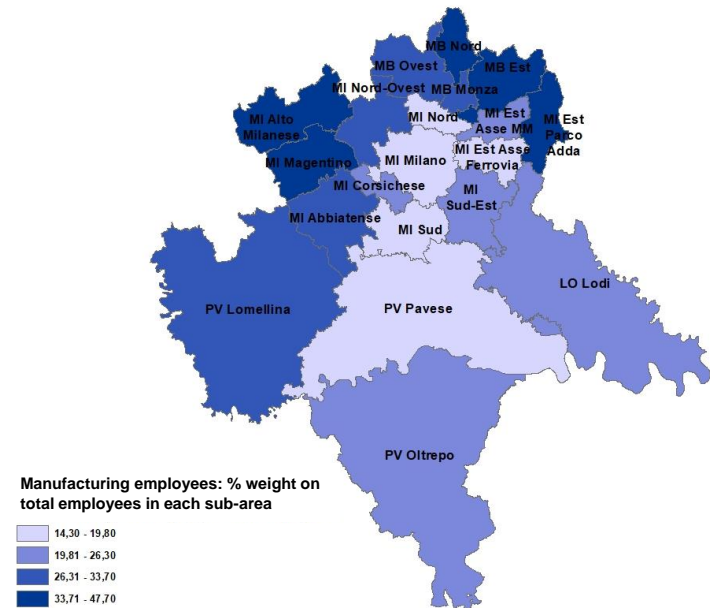 MB Nord
MB Ovest
MB Est
MI Nord-Ovest
MB Monza
MI Alto
Milanese
MI Nord
MI Est
Asse MM
MI Est
Parco
Adda
MI Magentino
MI Milano
MI Est Asse
Ferrovia
MI Corsichese
MI
Sud-Est
MI Abbiatense
MI Sud
LO Lodi
PV Lomellina
PV Pavese
PV Oltrepo
Manufacturing employees: % weight on
total employees in each sub-area
14,30 - 19,80
19,81 - 26,30
26,31 - 33,70
33,71 - 47,70